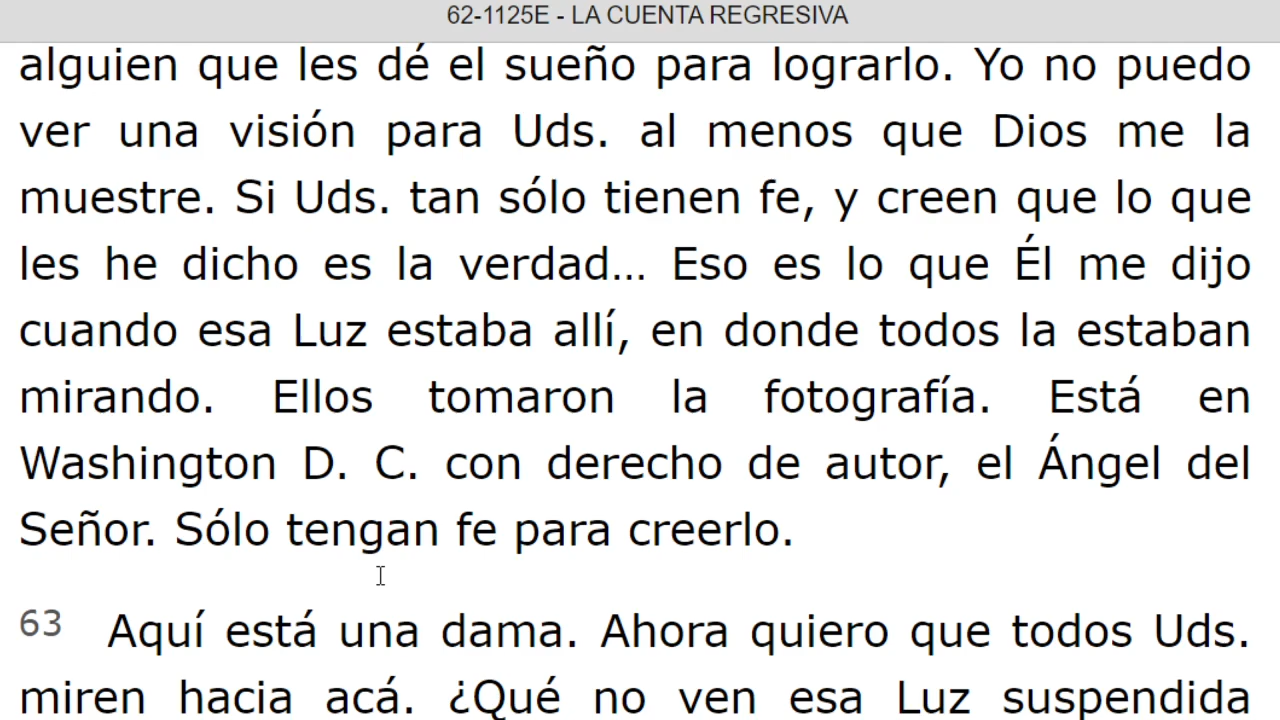 62-1125E - LA CUENTA REGRESIVA
alguien que les dé el sueño para lograrlo. Yo no puedo
ver una visión para Uds. al menos que Dios me la
muestre. Si Uds. tan sólo tienen fe, y creen que lo que
les he dicho es la verdad… Eso es lo que Él me dijo
cuando esa Luz estaba allí, en donde todos la estaban
mirando. Ellos tomaron la fotografía. Está en
Washington D. C. con derecho de autor, el Ángel del
Señor. Sólo tengan fe para creerlo.
63 Aquí está una dama. Ahora quiero que todos Uds.
miren hacia acá. ¿Qué no ven esa Luz suspendida